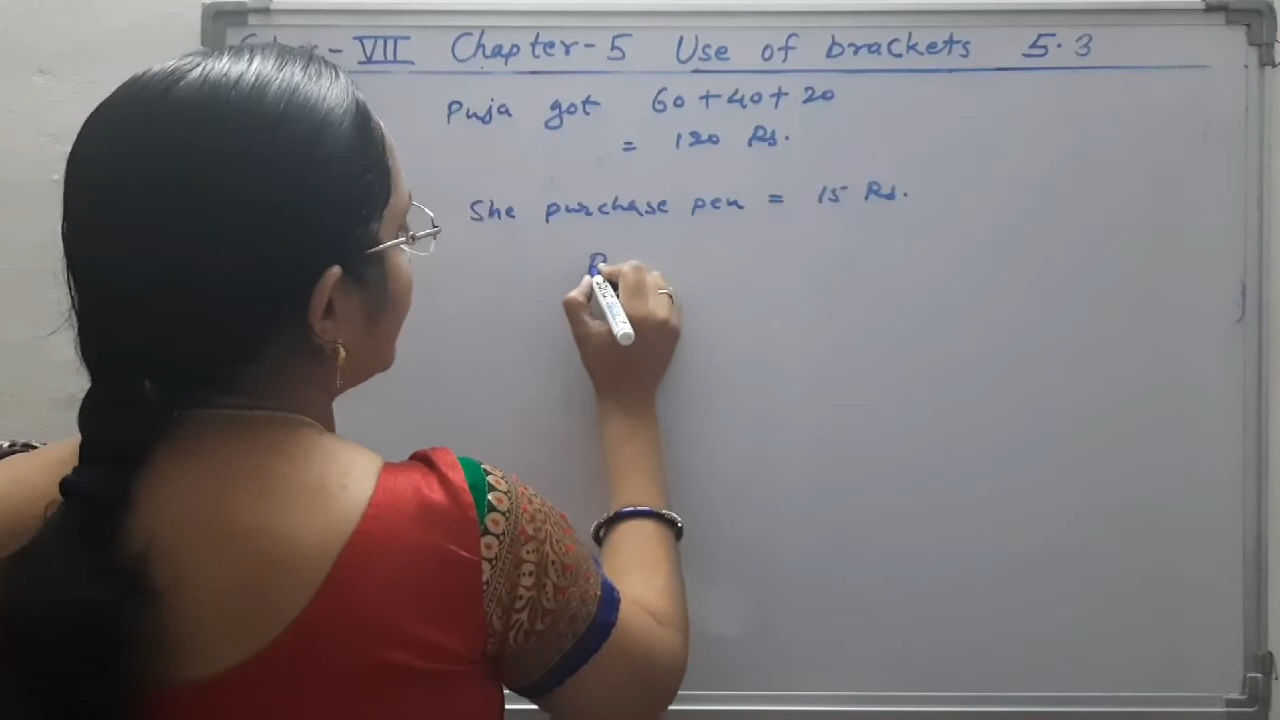 - VII Chapter - 5 Use of brackets 5.3
Puja got 60 + 40 + 20
= 120 Rs.
She purchase pen = 15 Rs.